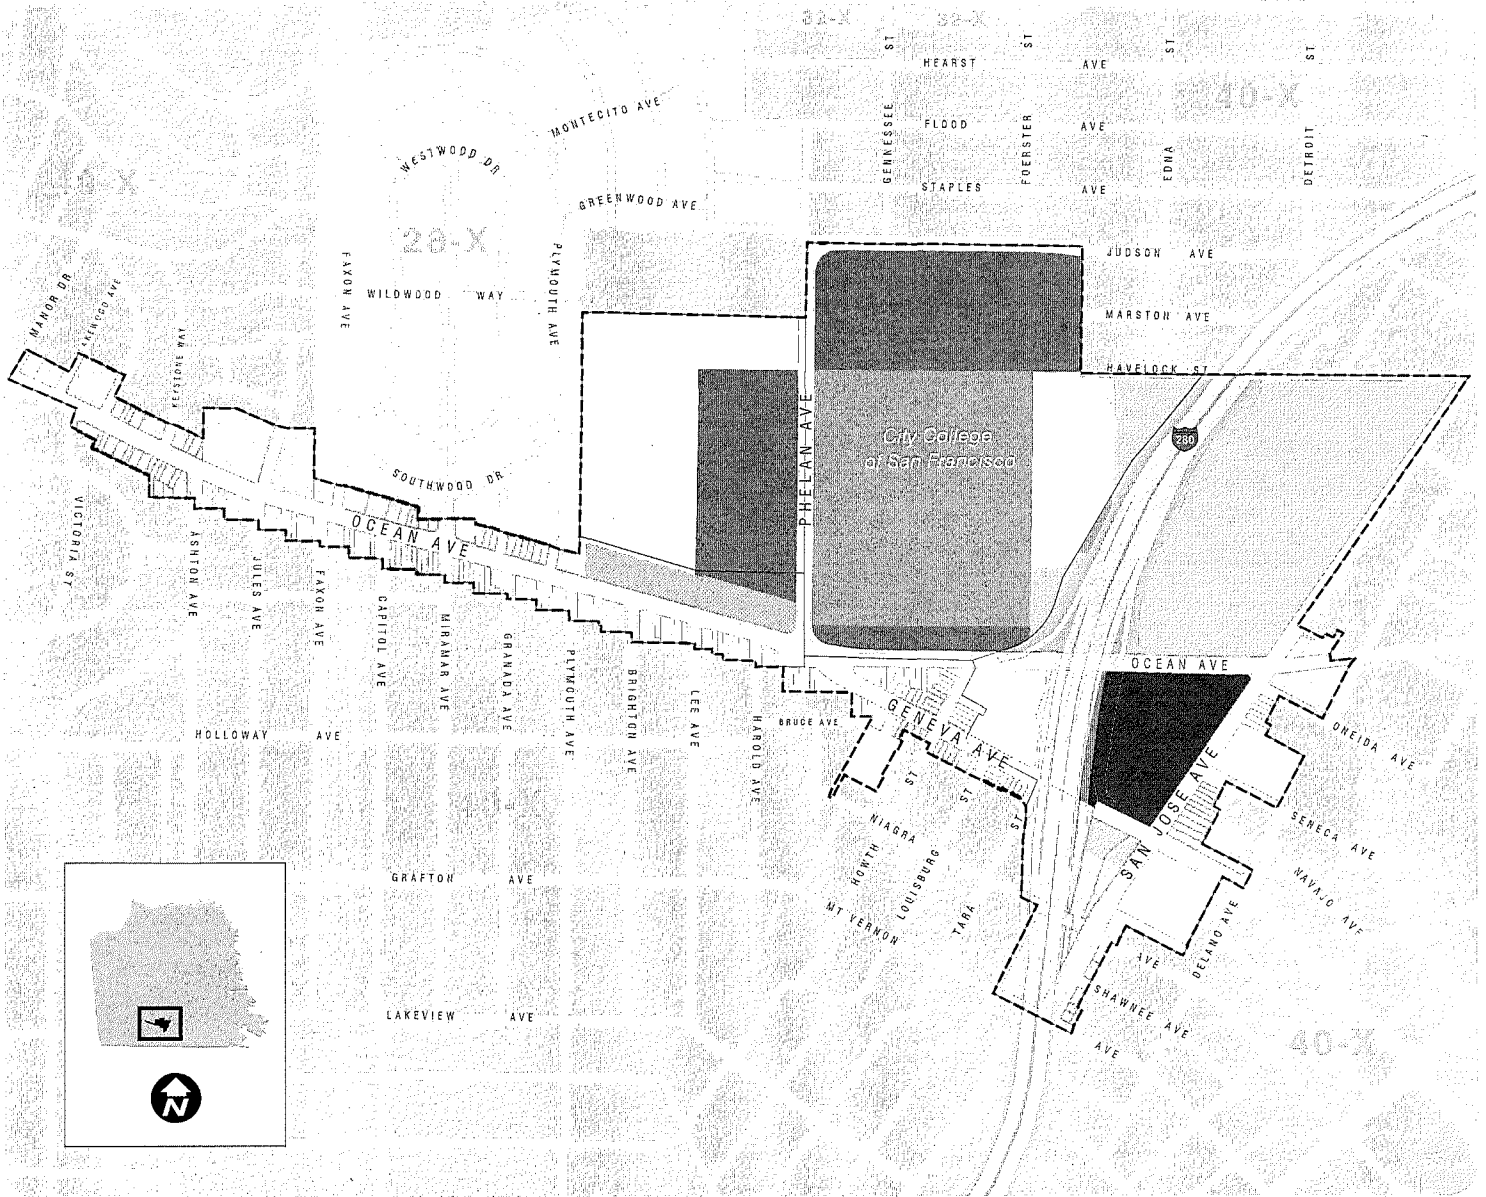 32-X
ST
HEARST AVE
ST
ST
ST
40-X
GENNESSEE
FLOOD AVE
FOERSTER
EDNA
DETROIT
STAPLES AVE
MONTECITO AVE
WESTWOOD DR
GREENWOOD AVE
28-X
PLYMOUTH AVE
FAXON AVE
WILDWOOD WAY
JUDSON AVE
MARSTON AVE
HAVELOCK ST
MANOR DR
KEYSTONE WAY
PHELAN AVE
City College
of San Francisco
280
SOUTHWOOD DR
OCEAN AVE
VICTORIA ST
ASHTON AVE
JULES AVE
FAXON AVE
CAPITOL AVE
MIRAMAR AVE
GRANADA AVE
PLYMOUTH AVE
BRIGHTON AVE
LEE AVE
HAROLD AVE
BRUCE AVE
GENEVA AVE
OCEAN AVE
ONEIDA AVE
HOLLOWAY AVE
SAN JOSE AVE
SENECA AVE
NAVAJO AVE
ST
ST
ST
NIAGRA
HOWTH
LOUISBURG
TARA
MT VERNON
GRAFTON AVE
DELANO AVE
AVE
SHAWNEE AVE
AVE
LAKEVIEW AVE
40-X
N